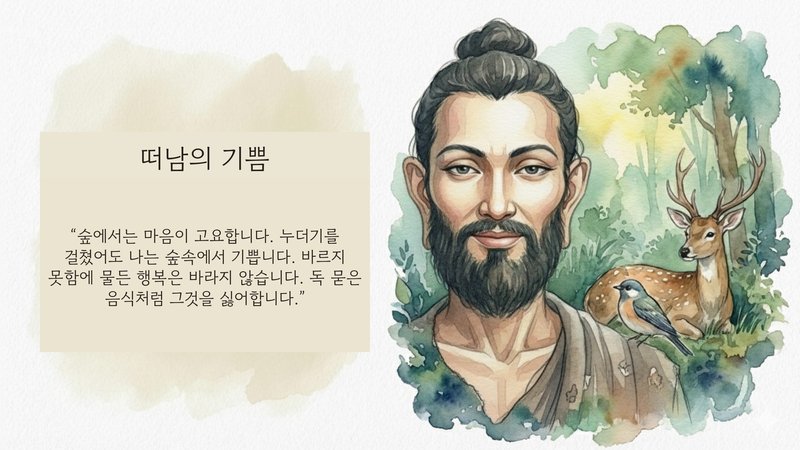 떠남의 기쁨
“숲에서는 마음이 고요합니다. 누더기를
걸쳤어도 나는 숲속에서 기쁩니다. 바르지
못함에 물든 행복은 바라지 않습니다. 독 묻은
음식처럼 그것을 싫어합니다.”